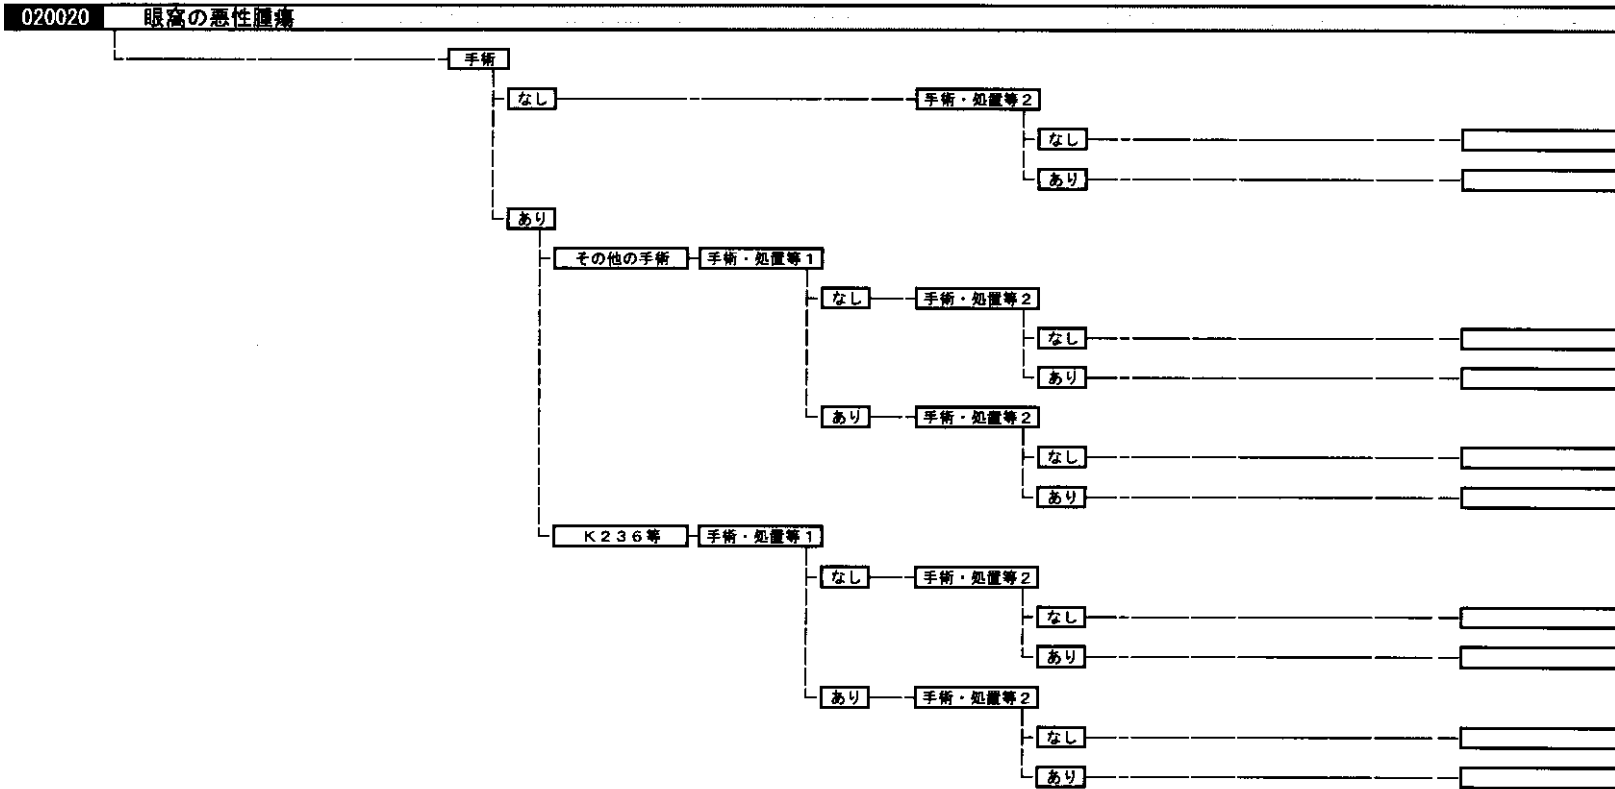 020020 眼窩の悪性腫瘍
手術
なし 手術・処置等2
なし
あり
あり
その他の手術 手術・処置等1
なし 手術・処置等2
なし
あり
あり 手術・処置等2
なし
あり
K236等 手術・処置等1
なし 手術・処置等2
なし
あり
あり 手術・処置等2
なし
あり